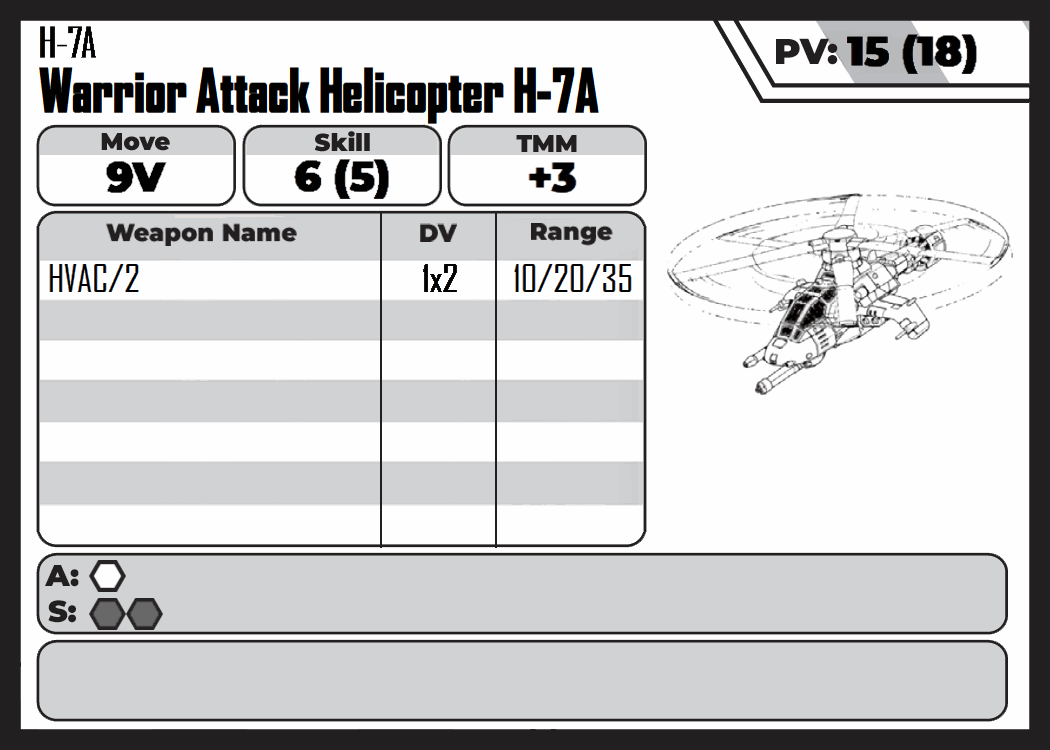 H-7A
PV: 15 (18)
Warrior Attack Helicopter H-7A
Move Skill TMM
9V 6 (5) +3
Weapon Name DV Range
HVAC/2 1x2 10/20/35
A:
S: